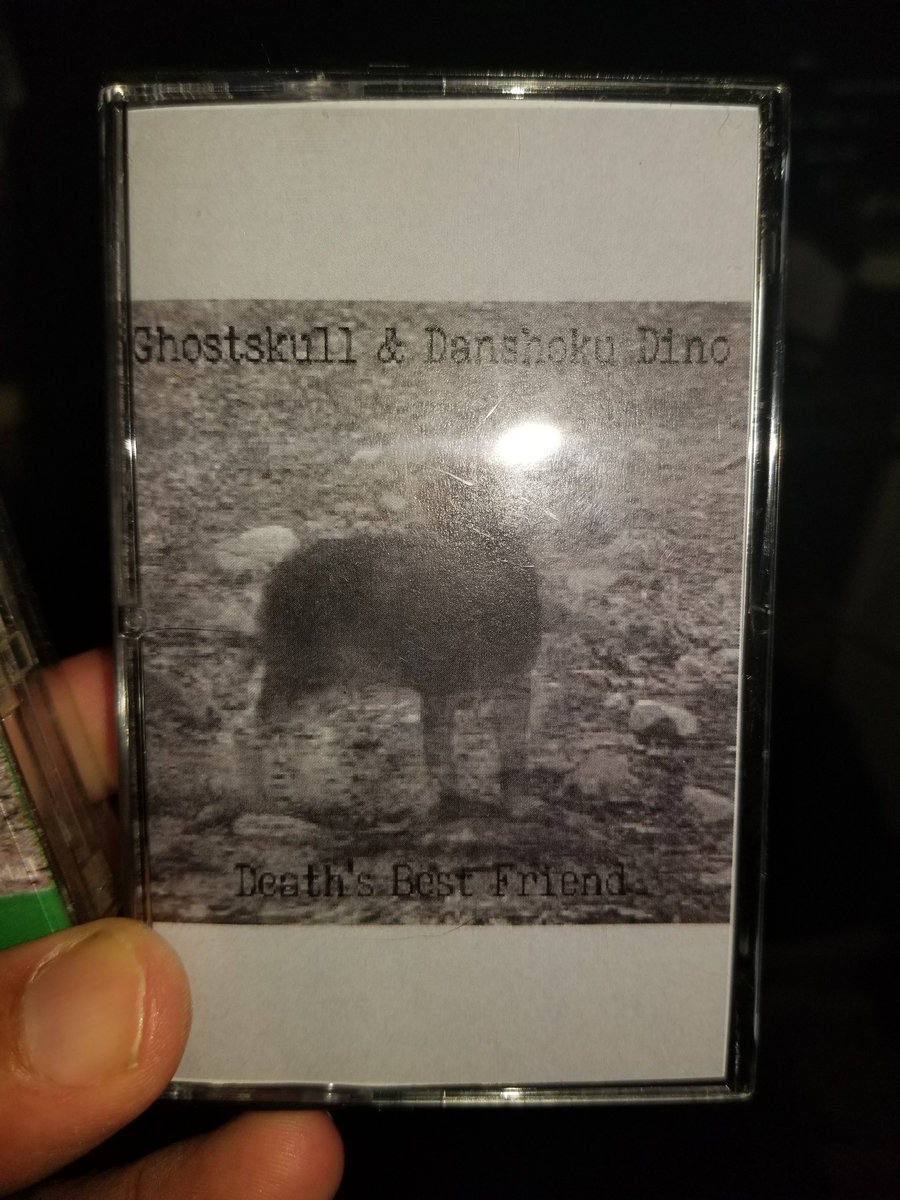 Ghostskull & Danshoku Dino
Death's Best Friend